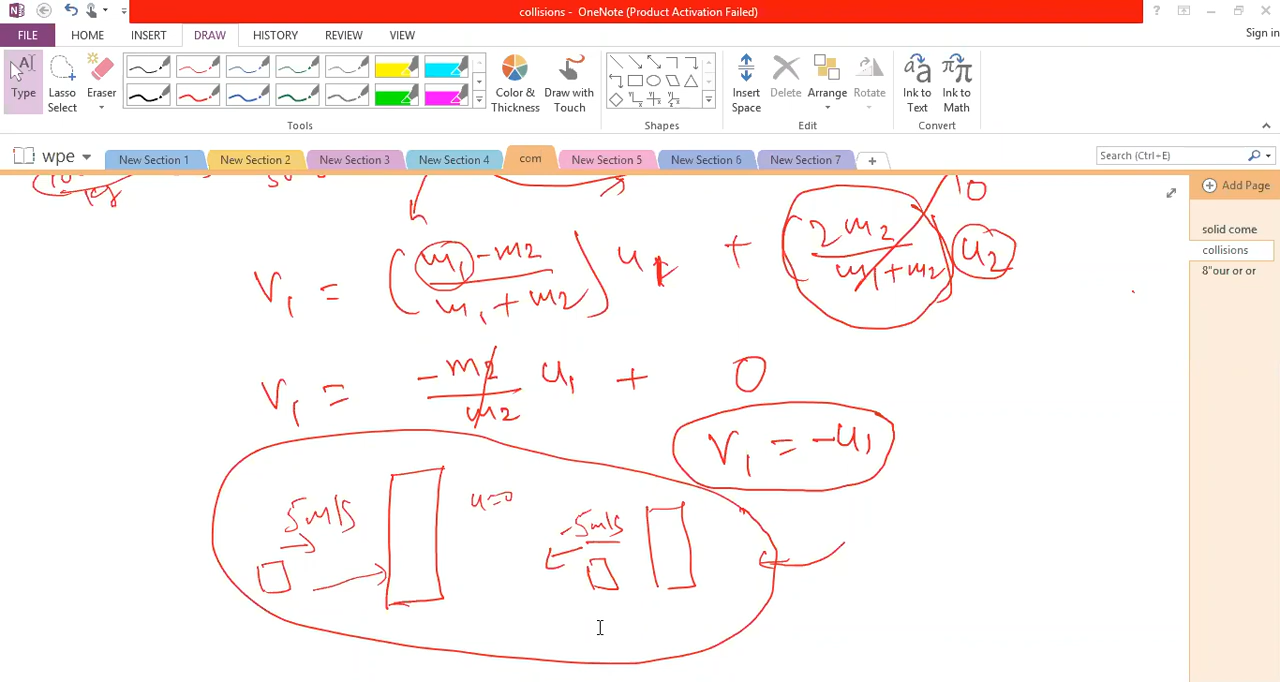 collisions - OneNote (Product Activation Failed)
FILE HOME INSERT DRAW HISTORY REVIEW VIEW
Sign in
Type
Lasso Select
Eraser
Color & Thickness
Draw with Touch
Insert Space
Delete
Arrange
Rotate
Ink to Text
Ink to Math
Tools
Shapes
Edit
Convert
wpe
New Section 1 New Section 2 New Section 3 New Section 4 com New Section 5 New Section 6 New Section 7
Search (Ctrl+E)
Add Page
solid come
collisions
8"our or or
0
V1 = (m1 - m2 / m1 + m2) u1 + (2m2 / m1 + m2) u2
V1 = -m2 / m2 u1 + 0
V1 = -u1
5m/s
u=0
-5m/s